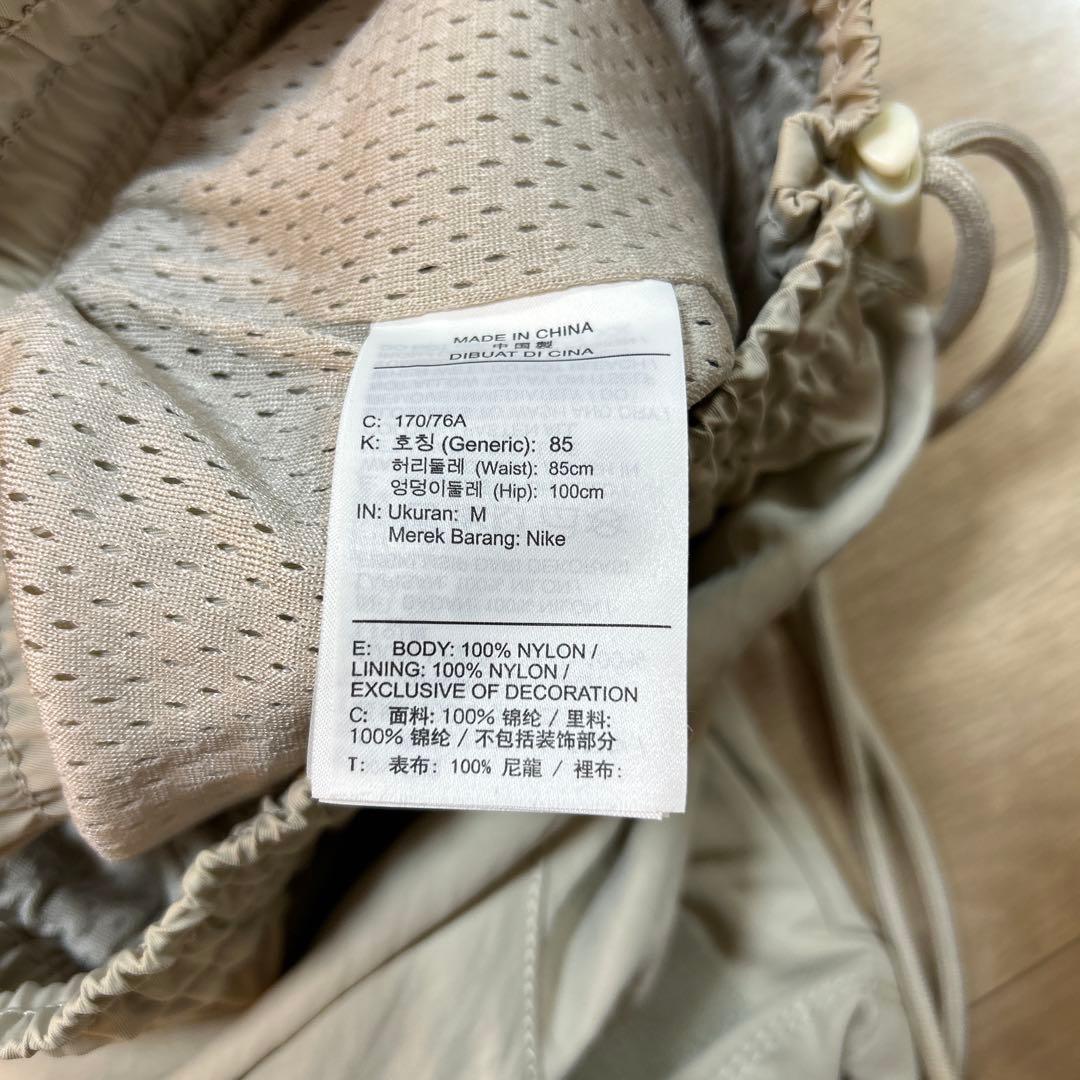 MADE IN CHINA
中国製
DIBUAT DI CINA
C: 170/76A
K: 호칭 (Generic): 85
허리둘레 (Waist): 85cm
엉덩이둘레 (Hip): 100cm
IN: Ukuran: M
Merek Barang: Nike
E: BODY: 100% NYLON /
LINING: 100% NYLON /
EXCLUSIVE OF DECORATION
C: 面料: 100% 锦纶 / 里料:
100% 锦纶 / 不包括装饰部分
T: 表布: 100% 尼龍 / 裡布: